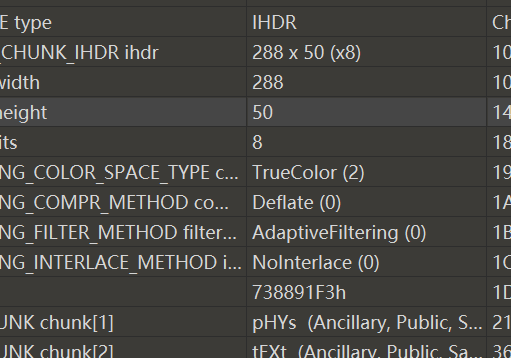 E type IHDR Ch
_CHUNK_IHDR ihdr 288 x 50 (x8) 10
width 288 10
height 50 14
its 8 18
NG_COLOR_SPACE_TYPE c... TrueColor (2) 19
NG_COMPR_METHOD co... Deflate (0) 1A
NG_FILTER_METHOD filter... AdaptiveFiltering (0) 1B
NG_INTERLACE_METHOD i... NoInterlace (0) 1C
738891F3h 1D
UNK chunk[1] pHYs (Ancillary, Public, S... 21
UNK chunk[2] tEXt (Ancillary, Public, Sa... 36